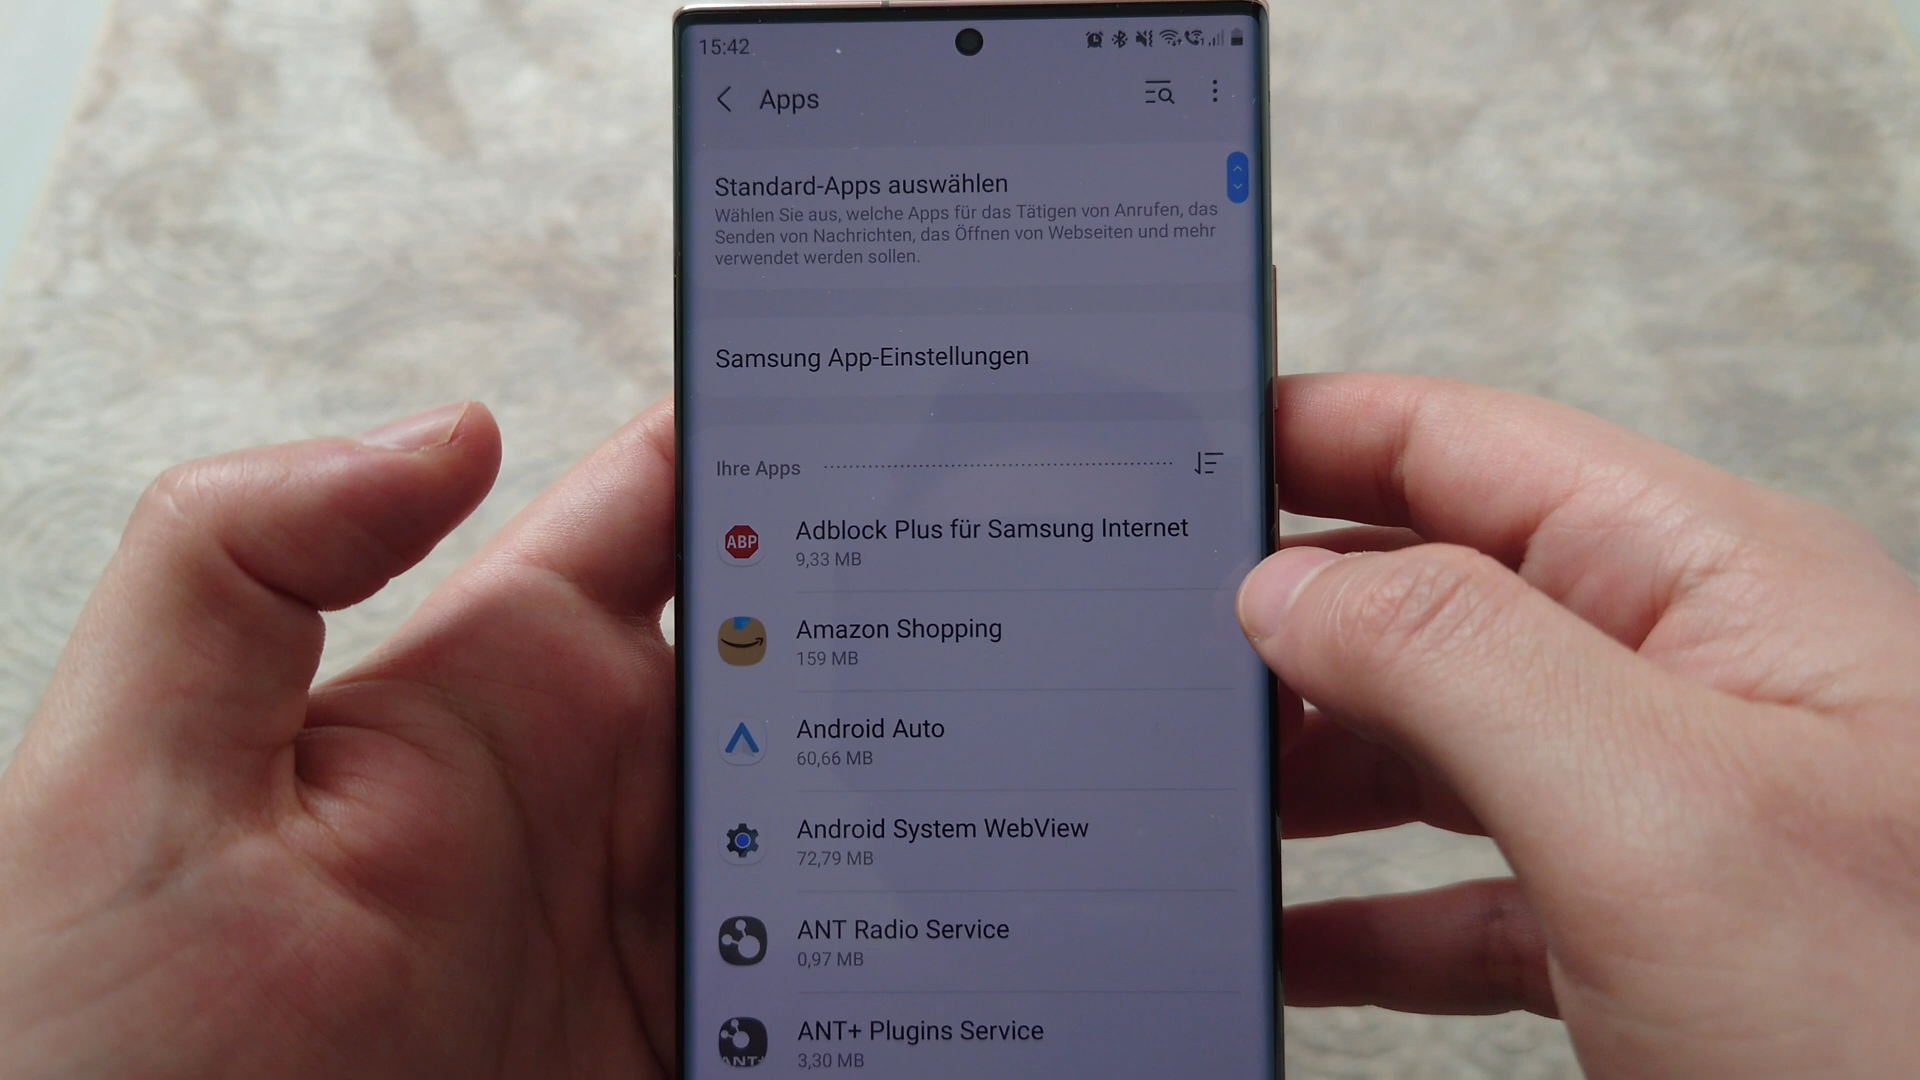 15:42
Apps
Standard-Apps auswählen
Wählen Sie aus, welche Apps für das Tätigen von Anrufen, das
Senden von Nachrichten, das Öffnen von Webseiten und mehr
verwendet werden sollen.
Samsung App-Einstellungen
Ihre Apps
ABP
Adblock Plus für Samsung Internet
9,33 MB
Amazon Shopping
159 MB
Android Auto
60,66 MB
Android System WebView
72,79 MB
ANT Radio Service
0,97 MB
ANT+ Plugins Service
ANT+
3,30 MB